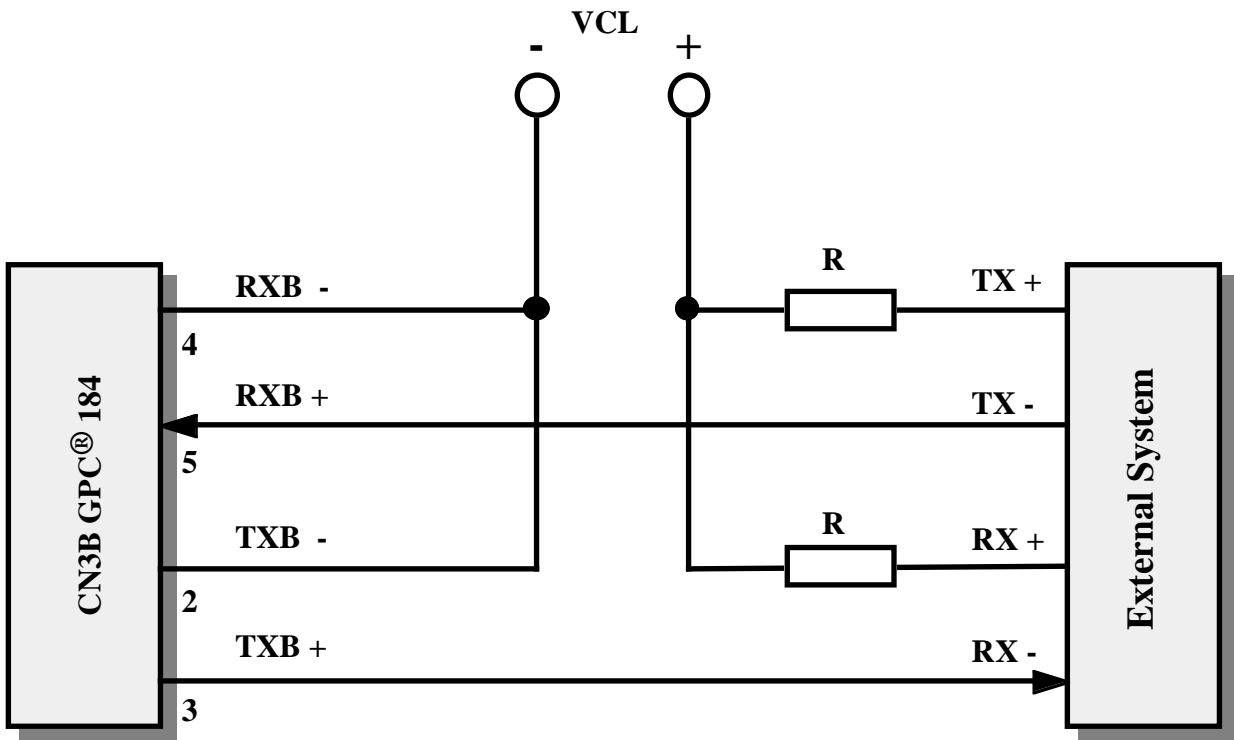 VCL
- +
R
RXB -
TX +
4
RXB +
TX -
5
R
TXB -
RX +
2
TXB +
RX -
3
CN3B GPC® 184
External System